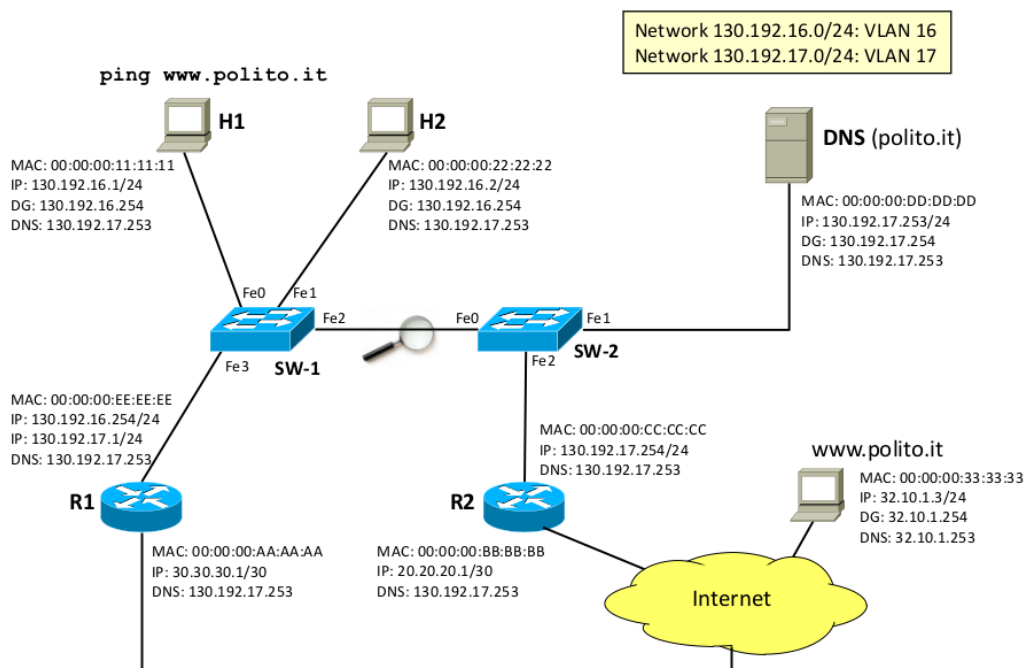 Network 130.192.16.0/24: VLAN 16
Network 130.192.17.0/24: VLAN 17
ping www.polito.it
H1
MAC: 00:00:00:11:11:11
IP: 130.192.16.1/24
DG: 130.192.16.254
DNS: 130.192.17.253
H2
MAC: 00:00:00:22:22:22
IP: 130.192.16.2/24
DG: 130.192.16.254
DNS: 130.192.17.253
DNS (polito.it)
MAC: 00:00:00:DD:DD:DD
IP: 130.192.17.253/24
DG: 130.192.17.254
DNS: 130.192.17.253
Fe0
Fe1
Fe2
Fe3
SW-1
Fe0
Fe1
Fe2
SW-2
MAC: 00:00:00:EE:EE:EE
IP: 130.192.16.254/24
IP: 130.192.17.1/24
DNS: 130.192.17.253
R1
MAC: 00:00:00:AA:AA:AA
IP: 30.30.30.1/30
DNS: 130.192.17.253
MAC: 00:00:00:CC:CC:CC
IP: 130.192.17.254/24
DNS: 130.192.17.253
R2
MAC: 00:00:00:BB:BB:BB
IP: 20.20.20.1/30
DNS: 130.192.17.253
www.polito.it
MAC: 00:00:00:33:33:33
IP: 32.10.1.3/24
DG: 32.10.1.254
DNS: 32.10.1.253
Internet